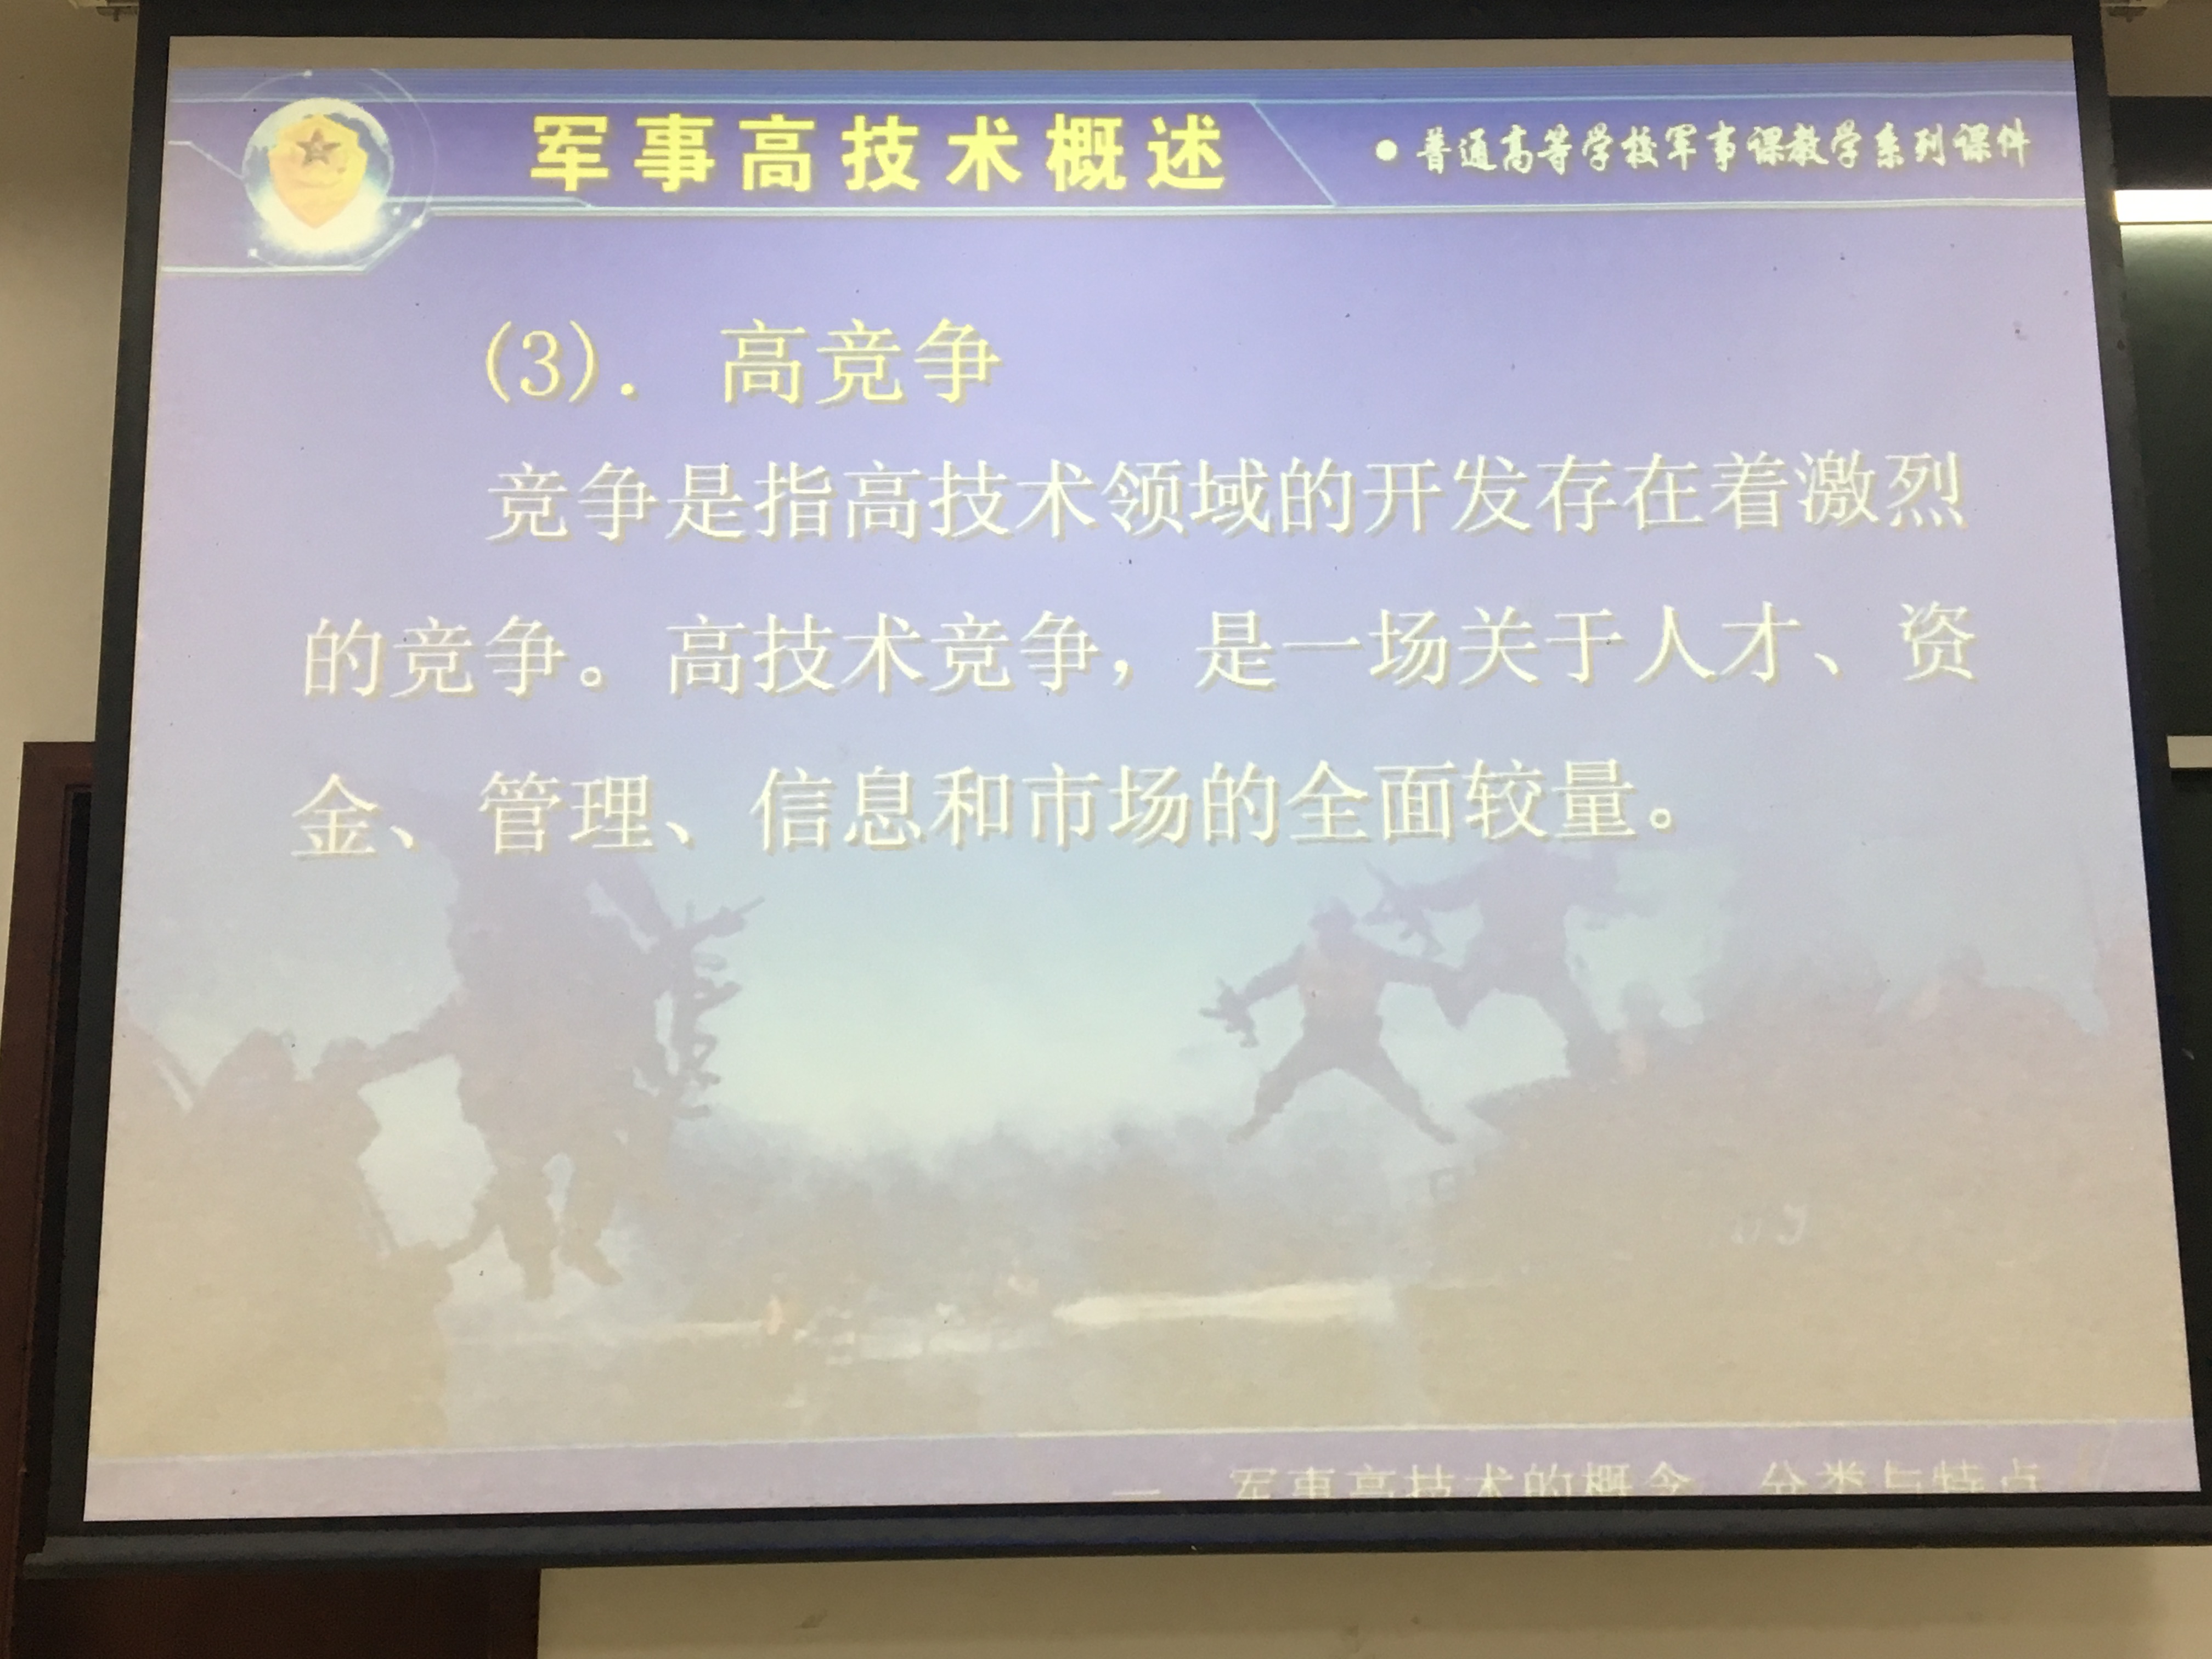 军事高技术概述
●普通高等学校军事课教学系列课件
(3). 高竞争
竞争是指高技术领域的开发存在着激烈
的竞争。高技术竞争，是一场关于人才、资
金、管理、信息和市场的全面较量。
一、军事高技术的概念、分类与特点